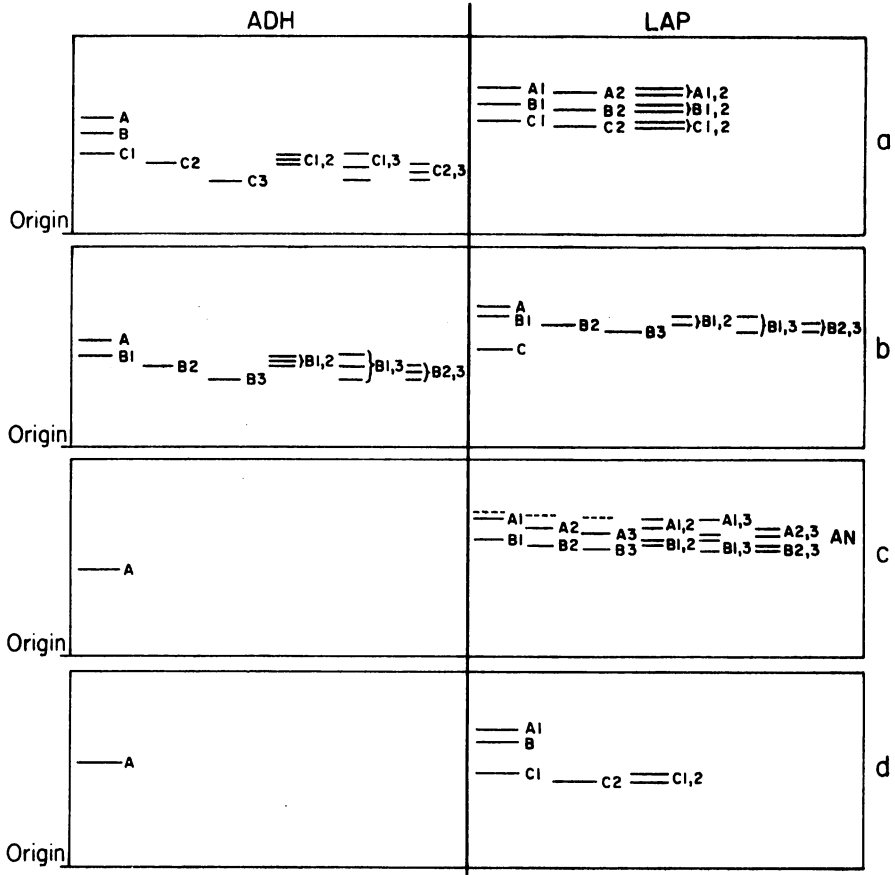 ADH LAP
A1 A2 }A1,2
A B1 B2 }B1,2
B C1 C2 }C1,2
C1 C2 C3 C1,2 C1,3 C2,3
a
Origin
A
A B1 B2 B3 }B1,2 }B1,3 }B2,3
B1 B2 B3 }B1,2 }B1,3 }B2,3
C
b
Origin
A1 A2 A3 A1,2 A1,3 A2,3 AN
B1 B2 B3 B1,2 B1,3 B2,3
c
A
Origin
A1
B
A
C1 C2 C1,2
d
Origin